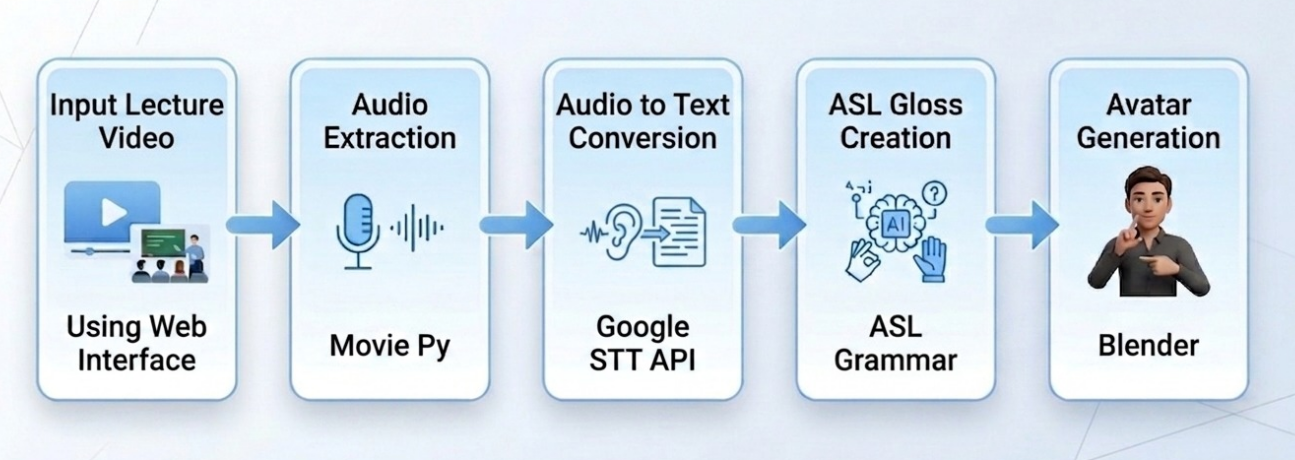 Input Lecture
Video
Using Web
Interface
Audio
Extraction
Movie Py
Audio to Text
Conversion
Google
STT API
ASL Gloss
Creation
AI
?
ASL
Grammar
Avatar
Generation
Blender